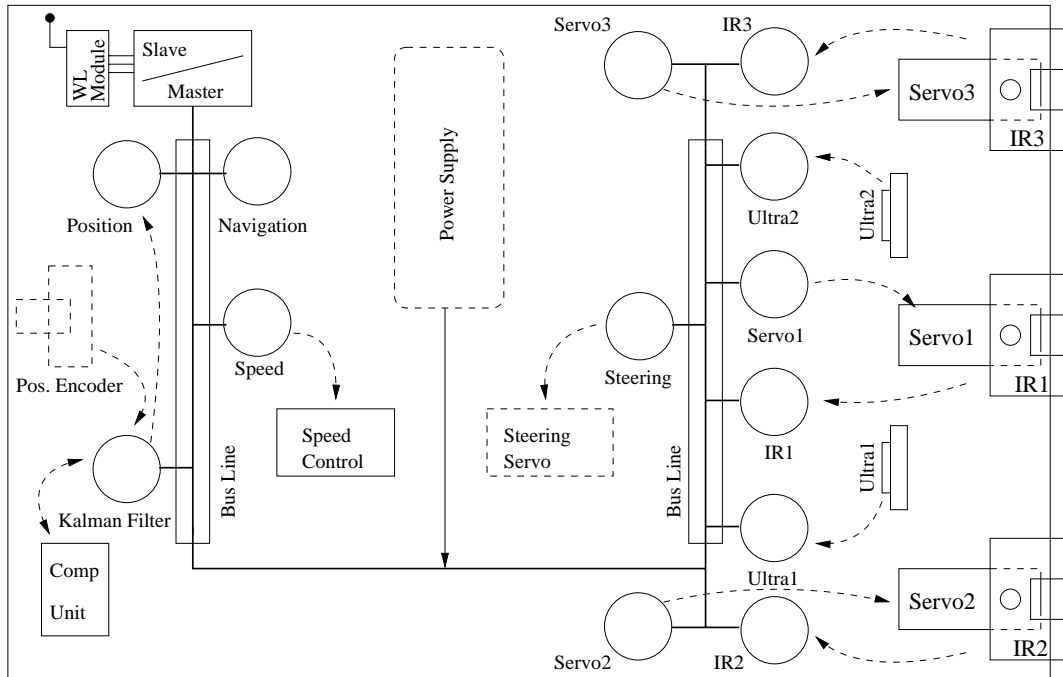 Servo3
IR3
WL
Module
Slave
Master
Servo3
IR3
Power Supply
Position
Navigation
Ultra2
Ultra2
Pos. Encoder
Speed
Steering
Servo1
Servo1
IR1
Speed
Control
Steering
Servo
IR1
Ultra1
Bus Line
Bus Line
Kalman Filter
Comp
Unit
Ultra1
Servo2
Servo2
IR2
IR2